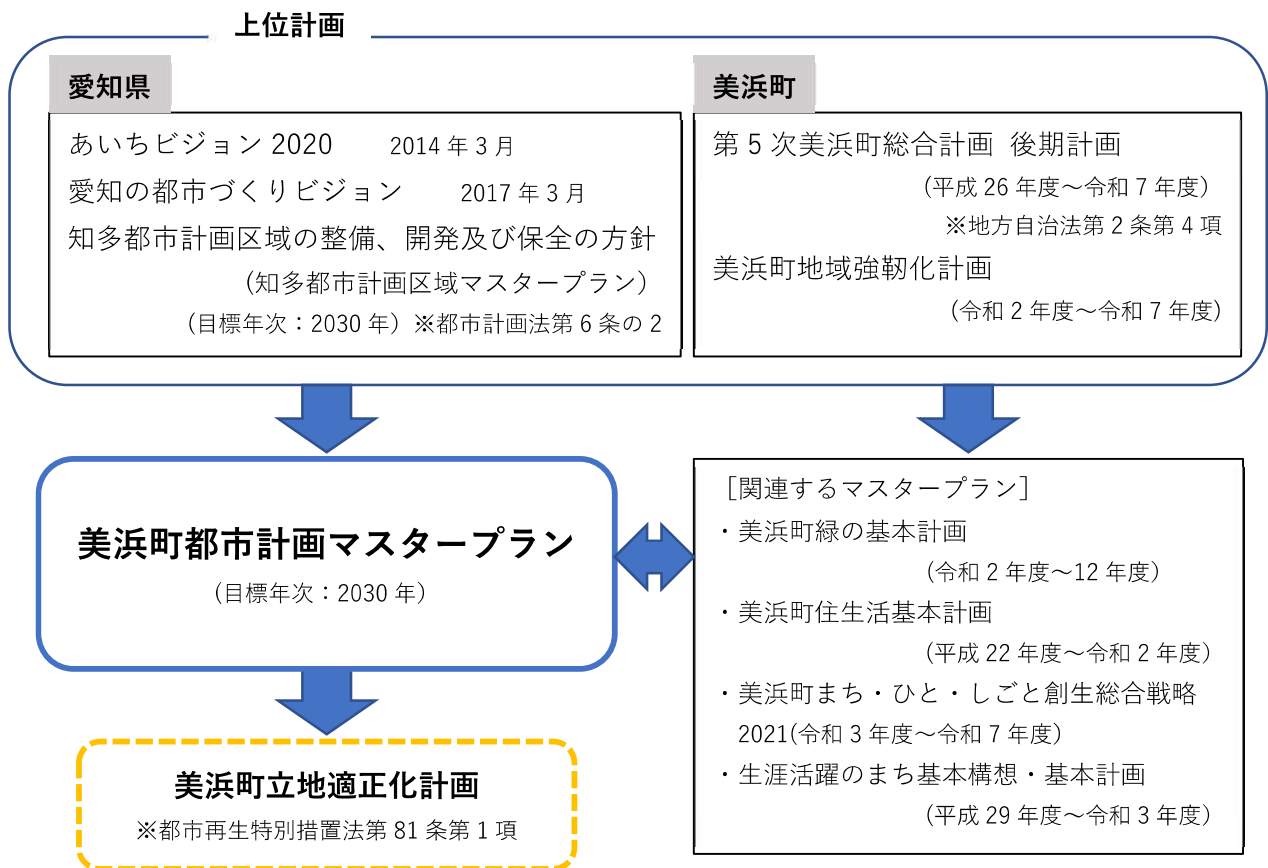 上位計画
愛知県
あいちビジョン 2020 2014 年 3 月
愛知の都市づくりビジョン 2017 年 3 月
知多都市計画区域の整備、開発及び保全の方針
(知多都市計画区域マスタープラン)
(目標年次：2030 年) ※都市計画法第 6 条の 2
美浜町
第 5 次美浜町総合計画 後期計画
(平成 26 年度～令和 7 年度)
※地方自治法第 2 条第 4 項
美浜町地域強靭化計画
(令和 2 年度～令和 7 年度)
美浜町都市計画マスタープラン
(目標年次：2030 年)
［関連するマスタープラン］
・美浜町緑の基本計画
(令和 2 年度～12 年度)
・美浜町住生活基本計画
(平成 22 年度～令和 2 年度)
・美浜町まち・ひと・しごと創生総合戦略
2021(令和 3 年度～令和 7 年度)
・生涯活躍のまち基本構想・基本計画
(平成 29 年度～令和 3 年度)
美浜町立地適正化計画
※都市再生特別措置法第 81 条第 1 項